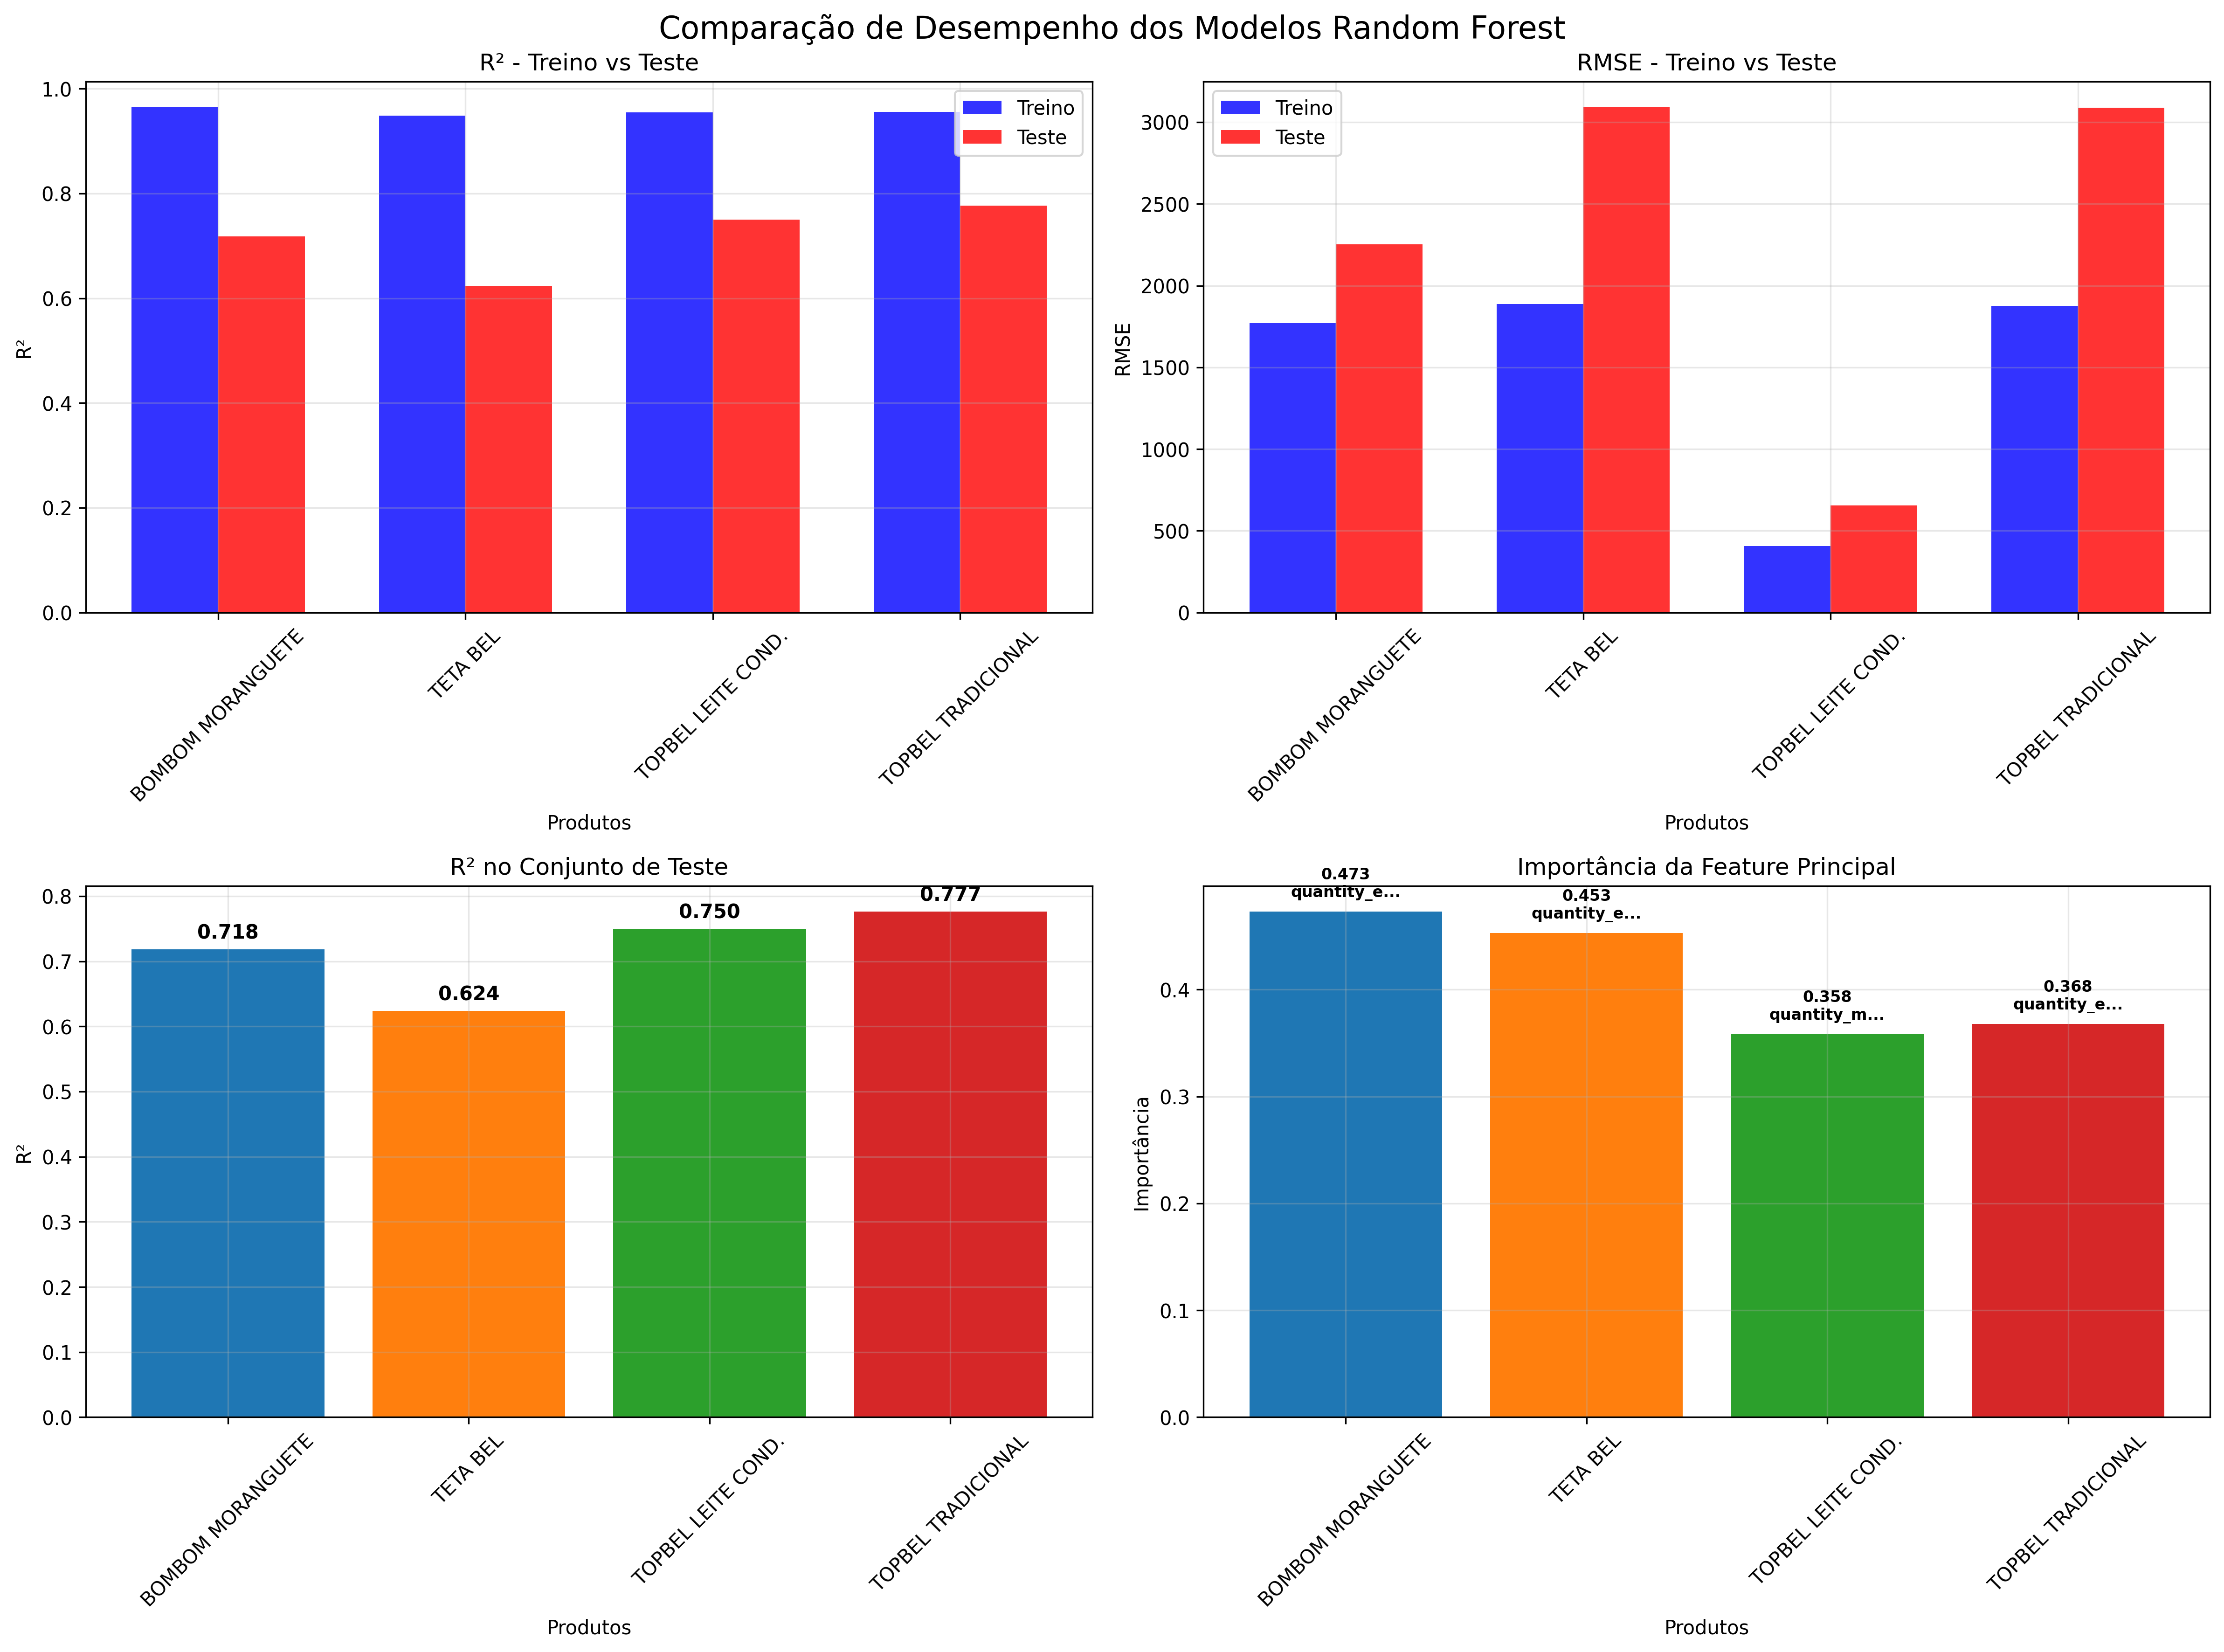 Comparação de Desempenho dos Modelos Random Forest
R² - Treino vs Teste
R²
1.0
0.8
0.6
0.4
0.2
0.0
Treino
Teste
BOMBOM MORANGUETE
TETA BEL
TOPBEL LEITE COND.
TOPBEL TRADICIONAL
Produtos
RMSE - Treino vs Teste
RMSE
3000
2500
2000
1500
1000
500
0
Treino
Teste
BOMBOM MORANGUETE
TETA BEL
TOPBEL LEITE COND.
TOPBEL TRADICIONAL
Produtos
R² no Conjunto de Teste
R²
0.8
0.7
0.6
0.5
0.4
0.3
0.2
0.1
0.0
0.718
0.624
0.750
0.777
BOMBOM MORANGUETE
TETA BEL
TOPBEL LEITE COND.
TOPBEL TRADICIONAL
Produtos
Importância da Feature Principal
Importância
0.4
0.3
0.2
0.1
0.0
0.473
quantity_e...
0.453
quantity_e...
0.358
quantity_m...
0.368
quantity_e...
BOMBOM MORANGUETE
TETA BEL
TOPBEL LEITE COND.
TOPBEL TRADICIONAL
Produtos